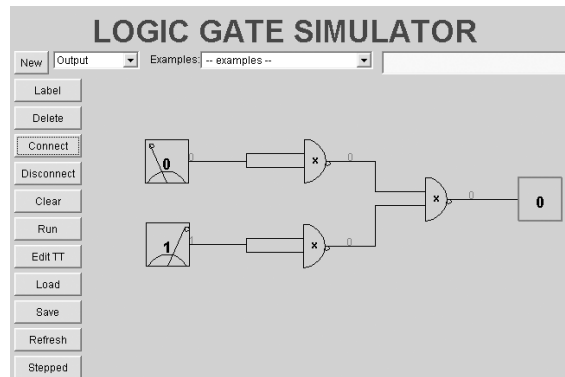 LOGIC GATE SIMULATOR
New Output Examples: -- examples --
Label
Delete
Connect
Disconnect
Clear
Run
Edit TT
Load
Save
Refresh
Stepped
0 0 x 0
x 0 0
1 1 x 0